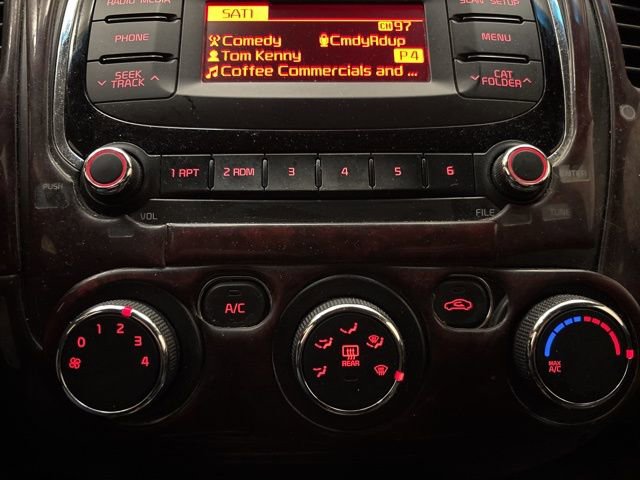 RADIO MEDIA
SCAN SETUP
SAT1
CH 97
Comedy
CmdyRdup
Tom Kenny
P4
Coffee Commercials and ...
PHONE
MENU
SEEK
TRACK
CAT
FOLDER
1 APT
2 RDM
3
4
5
6
PUSH
ENTER
VOL
FILE
TUNE
A/C
0
1
2
3
4
REAR
MAX
A/C